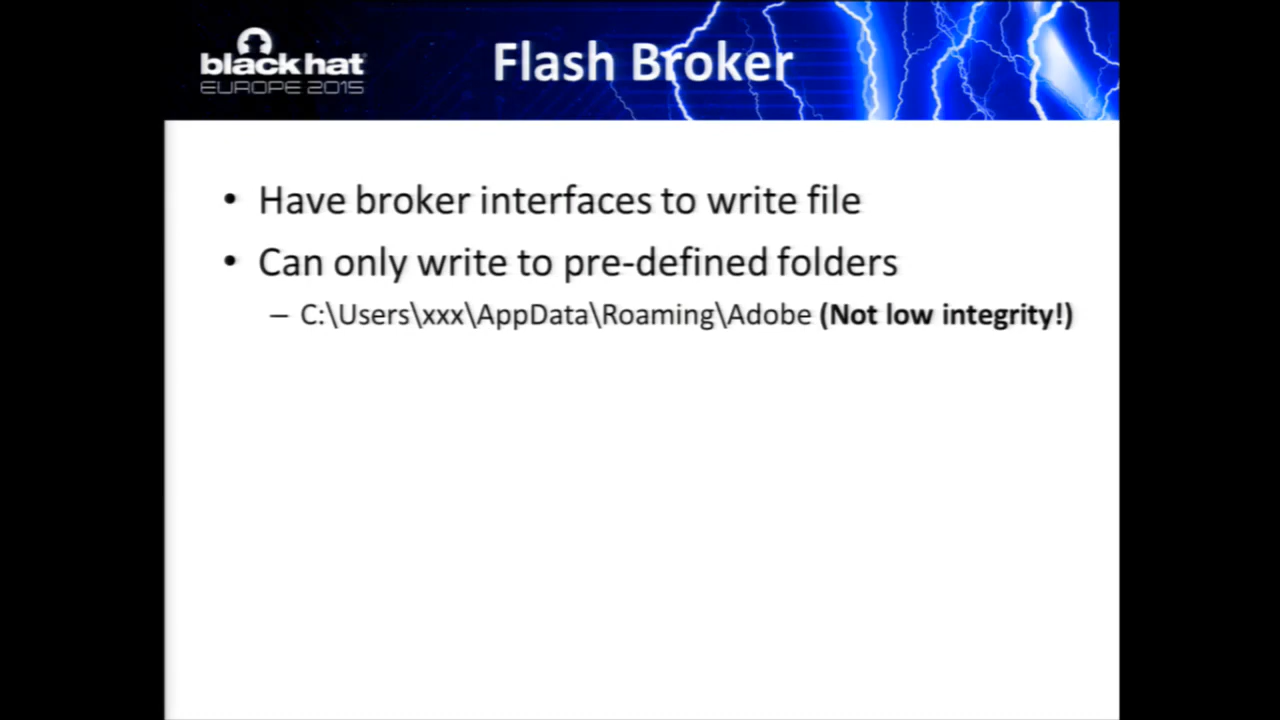 black hat
EUROPE 2015
Flash Broker
• Have broker interfaces to write file
• Can only write to pre-defined folders
– C:\Users\xxx\AppData\Roaming\Adobe (Not low integrity!)